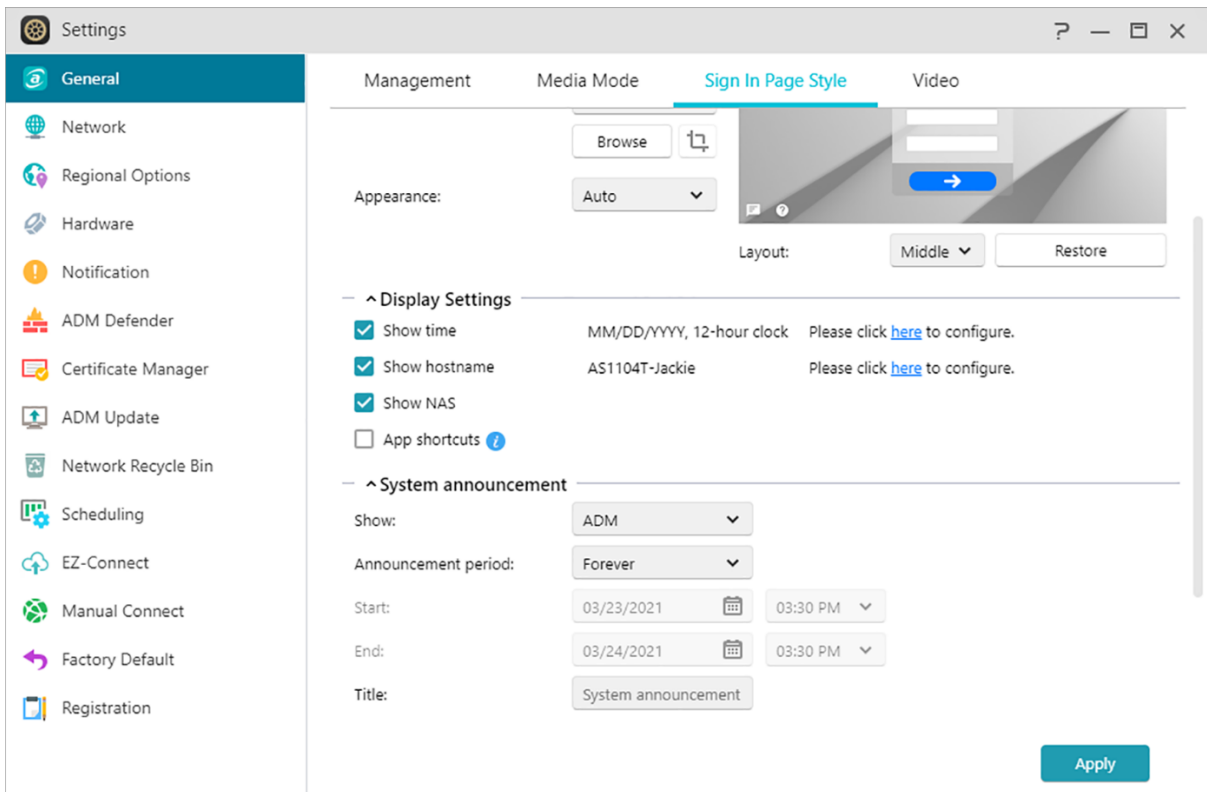 Settings
General
Network
Regional Options
Hardware
Notification
ADM Defender
Certificate Manager
ADM Update
Network Recycle Bin
Scheduling
EZ-Connect
Manual Connect
Factory Default
Registration
Management Media Mode Sign In Page Style Video
Browse
Appearance: Auto
Layout: Middle Restore
Display Settings
Show time MM/DD/YYYY, 12-hour clock Please click here to configure.
Show hostname AS1104T-Jackie Please click here to configure.
Show NAS
App shortcuts
System announcement
Show: ADM
Announcement period: Forever
Start: 03/23/2021 03:30 PM
End: 03/24/2021 03:30 PM
Title: System announcement
Apply